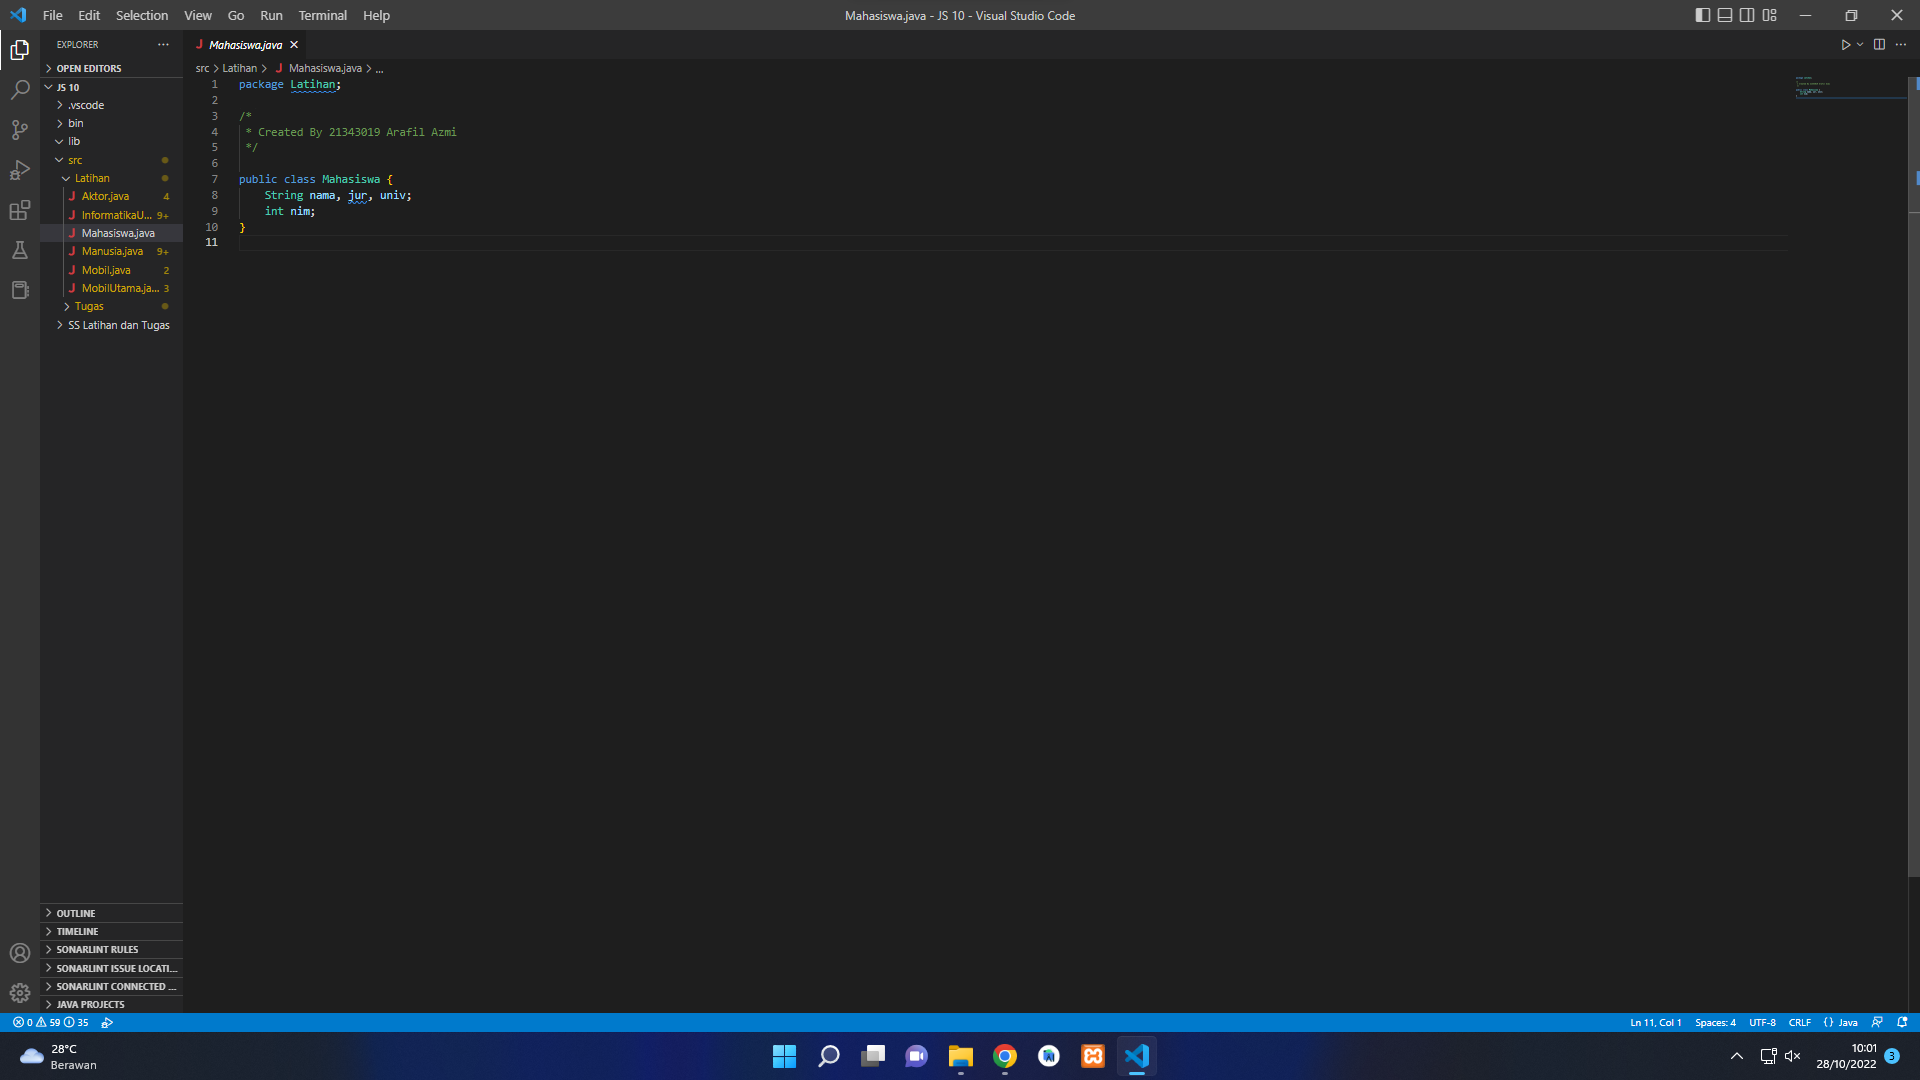 File Edit Selection View Go Run Terminal Help
Mahasiswa.java - JS 10 - Visual Studio Code
EXPLORER
OPEN EDITORS
JS 10
.vscode
bin
lib
src
Latihan
Aktor.java 4
InformatikaU... 9+
Mahasiswa.java
Manusia.java 9+
Mobil.java 2
MobilUtama.ja... 3
Tugas
SS Latihan dan Tugas
OUTLINE
TIMELINE
SONARLINT RULES
SONARLINT ISSUE LOCATI...
SONARLINT CONNECTED ...
JAVA PROJECTS
Mahasiswa.java
src > Latihan > Mahasiswa.java > ...
1 package Latihan;
2
3 /*
4 * Created By 21343019 Arafil Azmi
5 */
6
7 public class Mahasiswa {
8 String nama, jur, univ;
9 int nim;
10 }
11
0 59 35
Ln 11, Col 1 Spaces: 4 UTF-8 CRLF {} Java
28°C
Berawan
10:01
28/10/2022
3